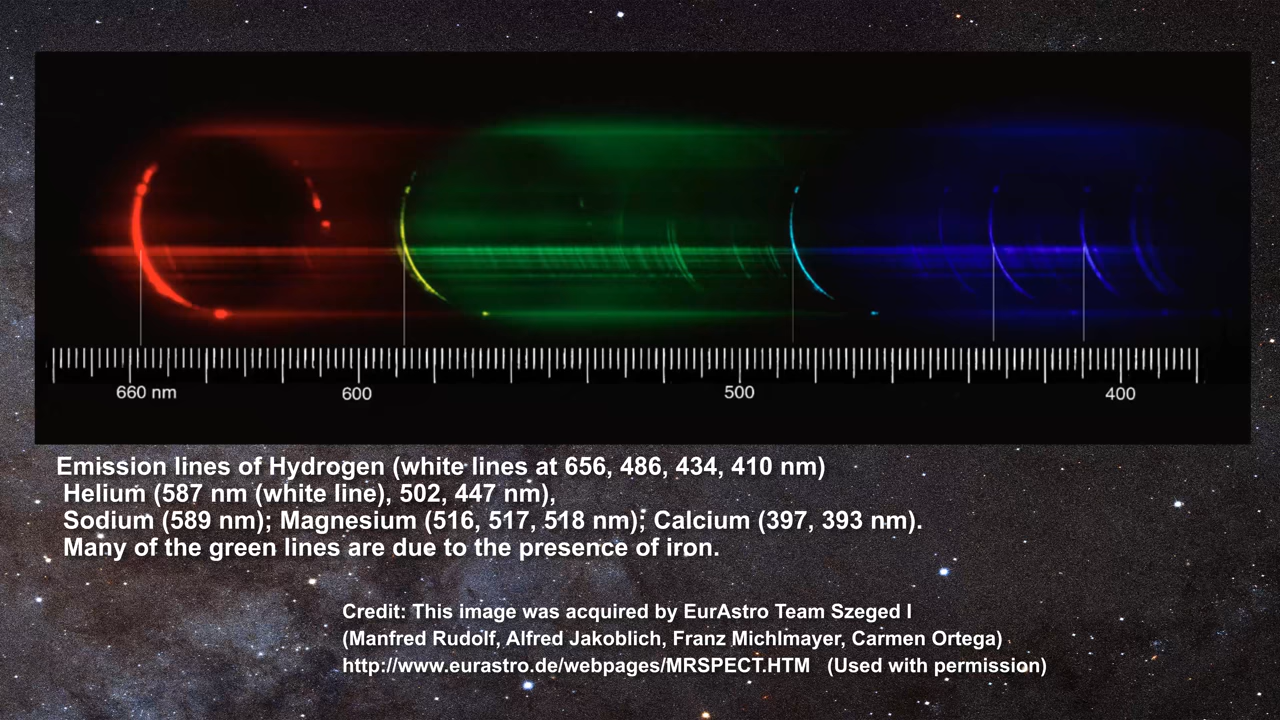 660 nm 600 500 400
Emission lines of Hydrogen (white lines at 656, 486, 434, 410 nm)
Helium (587 nm (white line), 502, 447 nm),
Sodium (589 nm); Magnesium (516, 517, 518 nm); Calcium (397, 393 nm).
Many of the green lines are due to the presence of iron.
Credit: This image was acquired by EurAstro Team Szeged I
(Manfred Rudolf, Alfred Jakoblich, Franz Michlmayer, Carmen Ortega)
http://www.eurastro.de/webpages/MRSPECT.HTM (Used with permission)